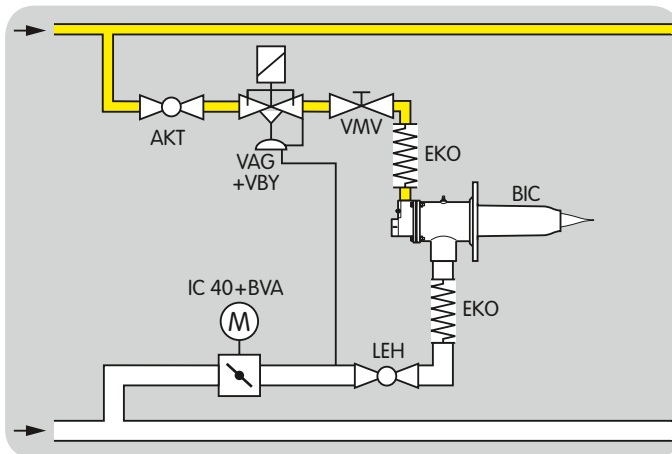 AKT
VAG
+VBY
VMV
EKO
BIC
IC 40+BVA
M
EKO
LEH